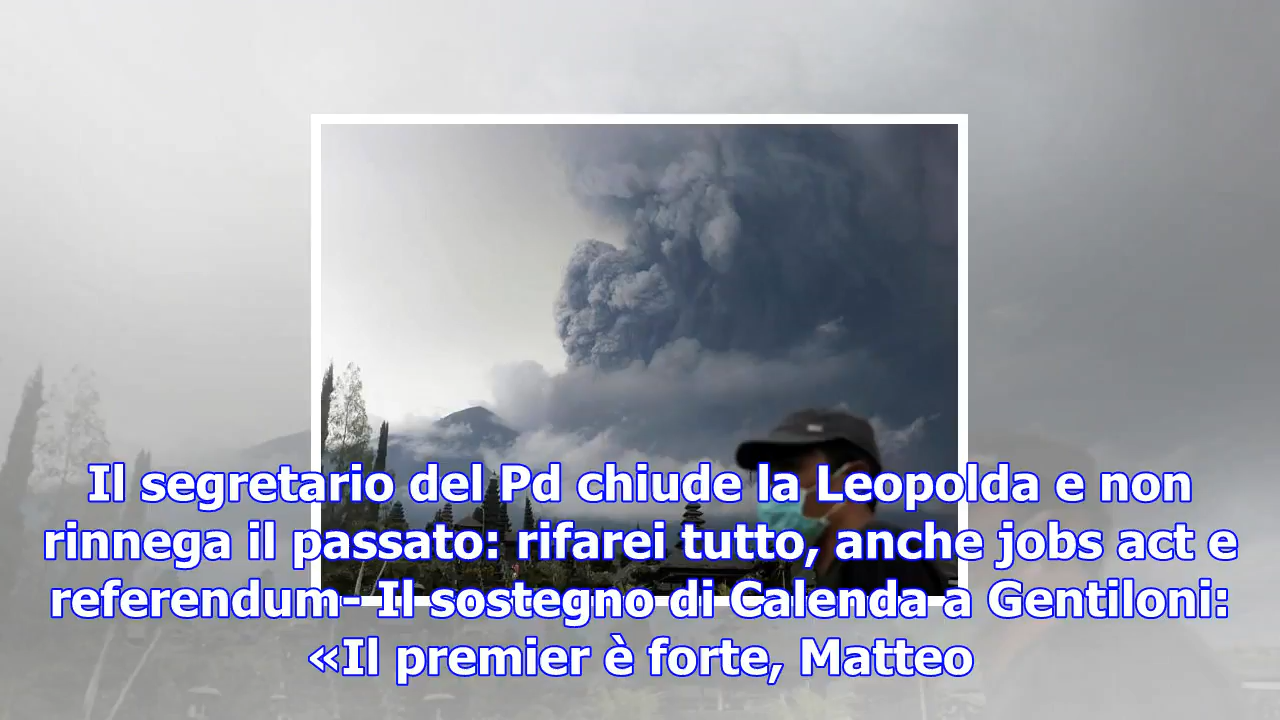 Il segretario del Pd chiude la Leopolda e non
rinnega il passato: rifarei tutto, anche jobs act e
referendum- Il sostegno di Calenda a Gentiloni:
«Il premier è forte, Matteo